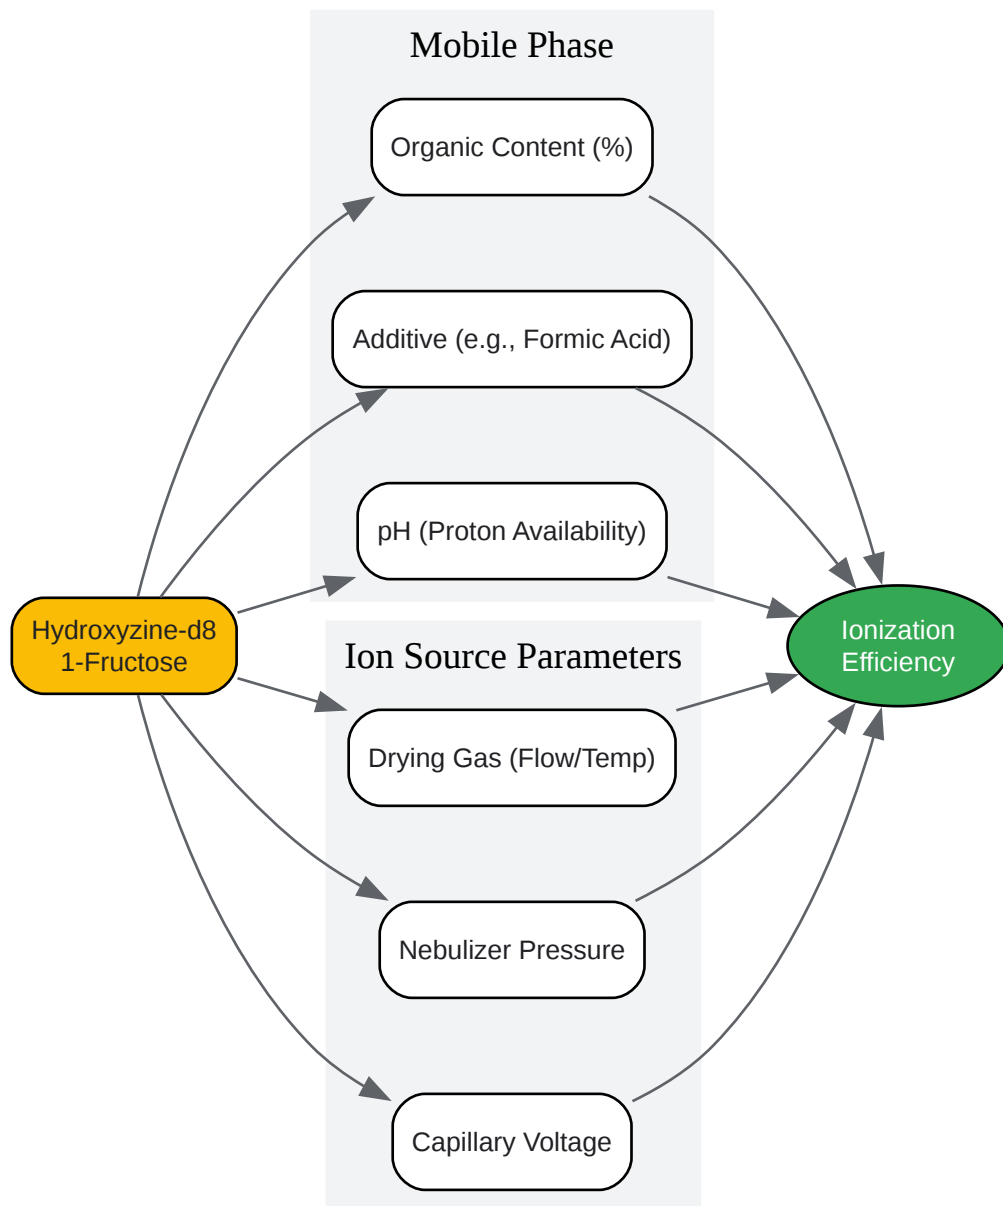 Mobile Phase
Organic Content (%)
Additive (e.g., Formic Acid)
pH (Proton Availability)
Hydroxyzine-d8
1-Fructose
Ionization
Efficiency
Ion Source Parameters
Drying Gas (Flow/Temp)
Nebulizer Pressure
Capillary Voltage